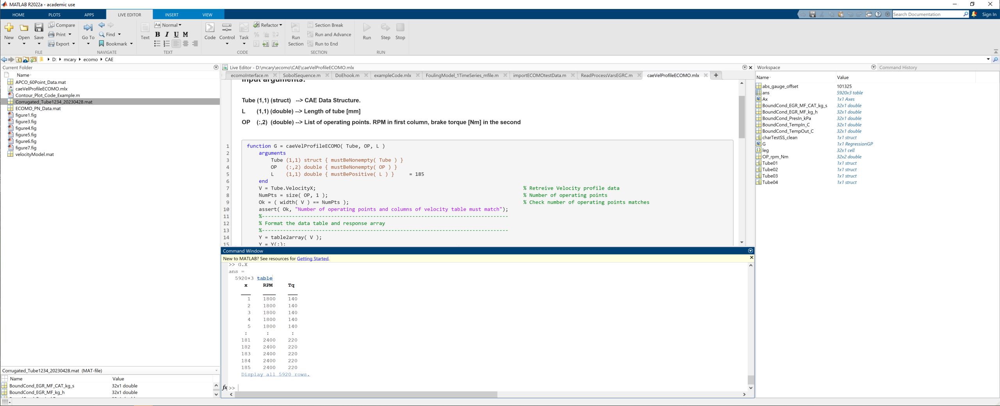 MATLAB R2022a - academic use
HOME PLOTS APPS LIVE EDITOR INSERT VIEW
Search Documentation Sign In
New Open Save Compare Print Export
FILE
Go To Find Bookmark
NAVIGATE
Text Aa Normal B I U M
TEXT
Code Control Task Refactor
CODE
Run Section Section Break Run and Advance Run to End
SECTION
Run Step Stop
RUN
D: mcary ecomo CAE
Current Folder
Name
APCO_60Point_Data.mat
caeVelProfileECOMO.mlx
Contour_Plot_Code_Example.m
Corrugated_Tube1234_20230428.mat
ECOMO_PN_Data.mat
figure1.fig
figure3.fig
figure4.fig
figure5.fig
figure6.fig
figure7.fig
velocityModel.mat
Corrugated_Tube1234_20230428.mat (MAT-file)
Name Value
BoundCond_EGR_MF_CAT_kg_s 32x1 double
BoundCond_EGR_MF_kg_h 32x1 double
Live Editor - D:\mcary\ecomo\CAE\caeVelProfileECOMO.mlx
ecomoInterface.m SobolSequence.m DoEhook.m exampleCode.mlx FoulingModel_1TimeSeries_mfile.m importECOMOtestData.m ReadProcessVarsEGRC.m caeVelProfileECOMO.mlx +
Input arguments:
Tube (1,1) (struct) --> CAE Data Structure.
L (1,1) (double) --> Length of tube [mm]
OP (:,2) (double) --> List of operating points. RPM in first column, brake torque [Nm] in the second
1 function G = caeVelProfileECOMO( Tube, OP, L )
2 arguments
3 Tube (1,1) struct { mustBeNonempty( Tube ) }
4 OP (:,2) double { mustBeNonempty( OP ) }
5 L (1,1) double { mustBePositive( L ) } = 185
6 end
7 V = Tube.VelocityX; % Retreive Velocity profile data
8 NumPts = size( OP, 1 ); % Number of operating points
9 Ok = ( width( V ) == NumPts ); % Check number of operating points matches
10 assert( Ok, "Number of operating points and columns of velocity table must match");
11 %----------------------------------------------------------------------------------
12 % Format the data table and response array
13 %----------------------------------------------------------------------------------
14 Y = table2array( V );
15 Y = Y(:);
Command Window
New to MATLAB? See resources for Getting Started.
>> G.X
ans =
5920×3 table
x RPM Tq
1 1800 140
2 1800 140
3 1800 140
4 1800 140
5 1800 140
: : :
181 2400 220
182 2400 220
183 2400 220
184 2400 220
185 2400 220
Display all 5920 rows.
fx >>
Workspace Command History
Name Value
abs_gauge_offset 101325
ans 5920x3 table
Ax 1x1 Axes
BoundCond_EGR_MF_CAT_kg_s 32x1 double
BoundCond_EGR_MF_kg_h 32x1 double
BoundCond_PresIn_kPa 32x1 double
BoundCond_TempIn_C 32x1 double
BoundCond_TempOut_C 32x1 double
charTestSS_clean 1x1 struct
G 1x1 RegressionGP
leg 32x1 cell
OP_rpm_Nm 32x2 double
Tube01 1x1 struct
Tube02 1x1 struct
Tube03 1x1 struct
Tube04 1x1 struct